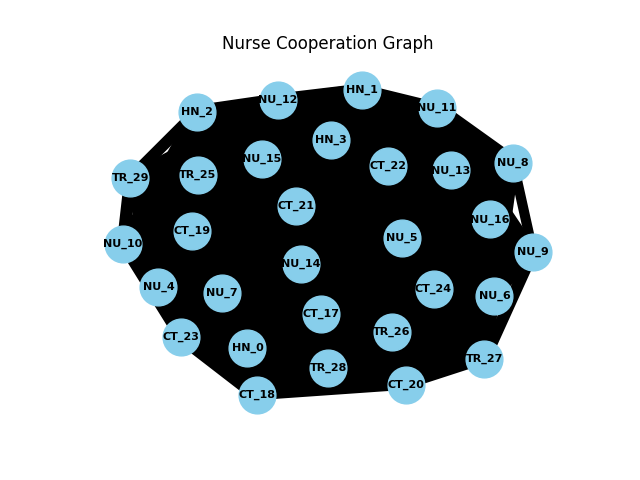 Nurse Cooperation Graph
HN_1
NU_12
NU_11
HN_2
HN_3
NU_15
NU_8
CT_22
NU_13
TR_25
TR_29
CT_21
NU_16
CT_19
NU_5
NU_10
NU_9
NU_14
NU_4
CT_24
NU_7
NU_6
CT_17
TR_26
CT_23
HN_0
TR_27
TR_28
CT_20
CT_18